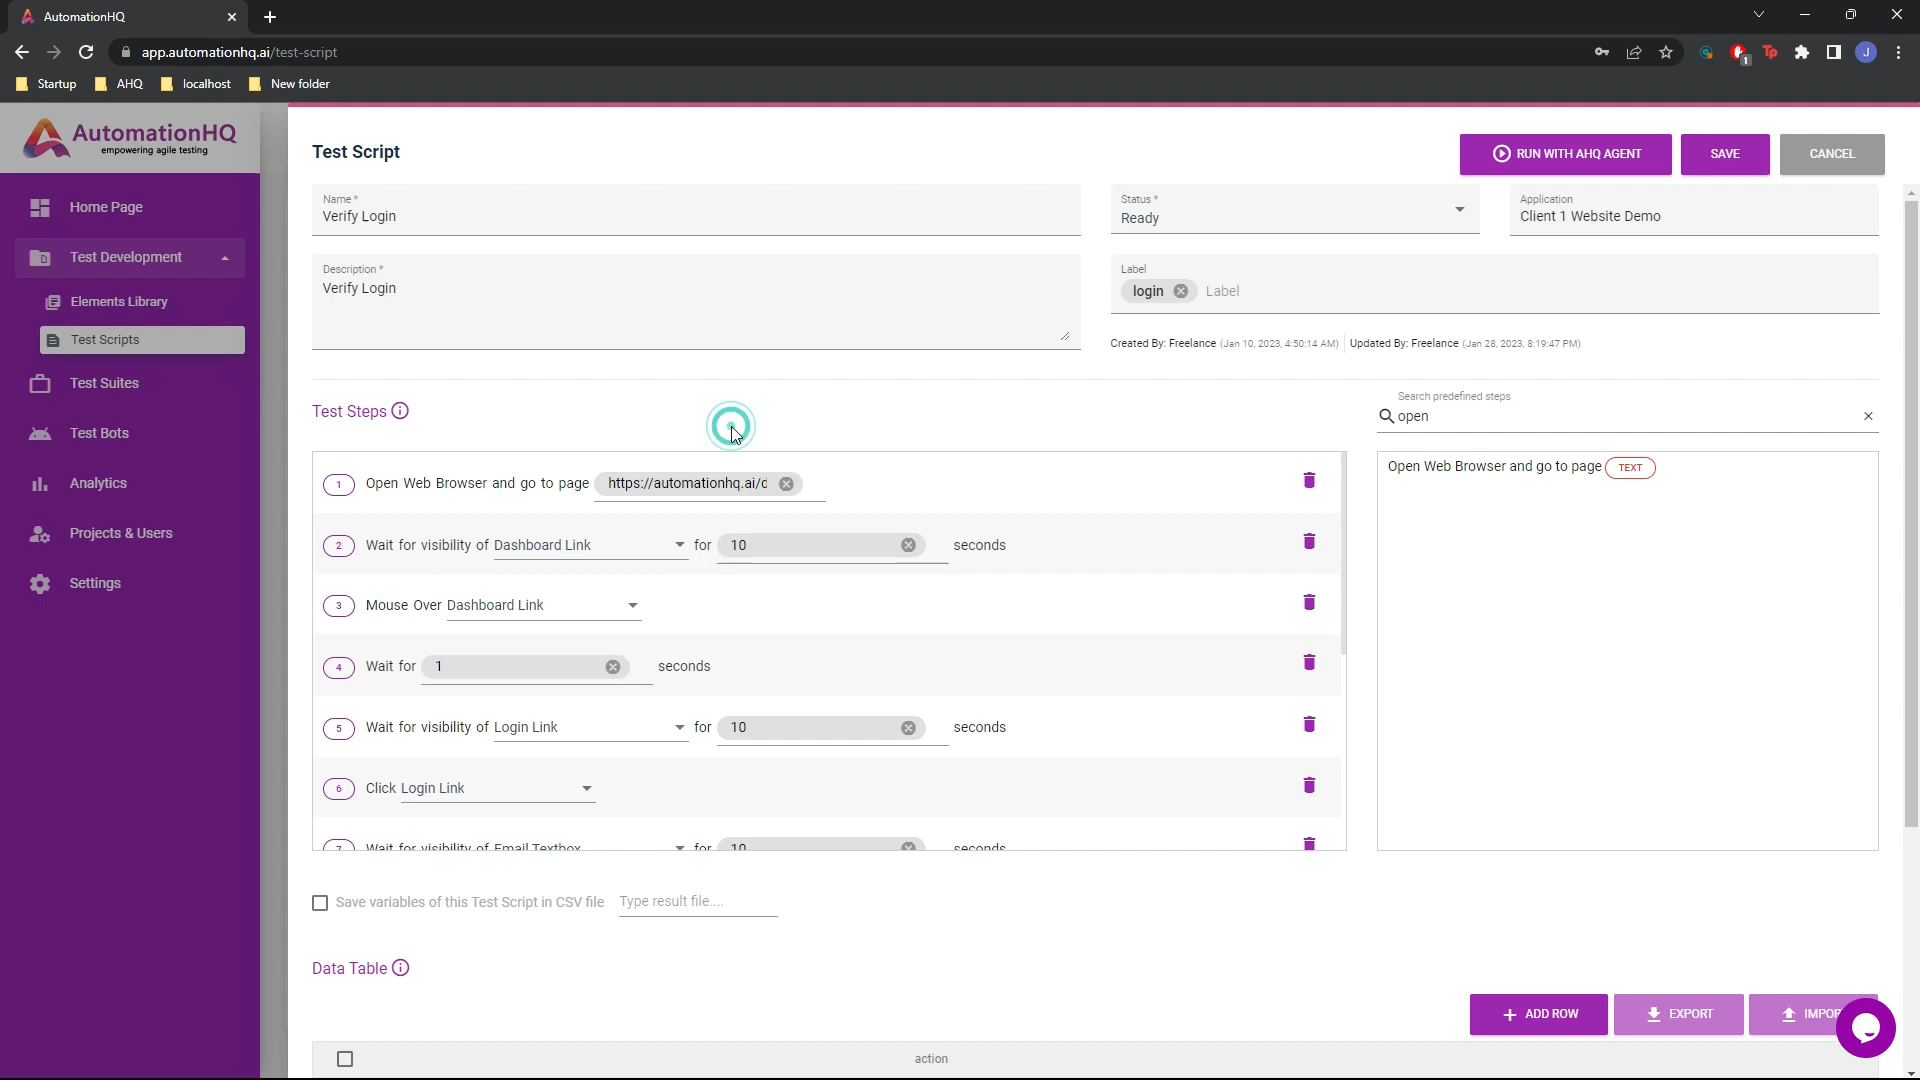 AutomationHQ
app.automationhq.ai/test-script
Tp
1
J
Startup
AHQ
localhost
New folder
AutomationHQ
empowering agile testing
Home Page
Test Development
Elements Library
Test Scripts
Test Suites
Test Bots
Analytics
Projects & Users
Settings
Test Script
RUN WITH AHQ AGENT
SAVE
CANCEL
Name *
Verify Login
Status *
Ready
Application
Client 1 Website Demo
Description *
Verify Login
Label
login Label
Created By: Freelance (Jan 10, 2023, 4:50:14 AM) Updated By: Freelance (Jan 28, 2023, 8:19:47 PM)
Test Steps
Search predefined steps
open
1 Open Web Browser and go to page https://automationhq.ai/d
2 Wait for visibility of Dashboard Link for 10 seconds
3 Mouse Over Dashboard Link
4 Wait for 1 seconds
5 Wait for visibility of Login Link for 10 seconds
6 Click Login Link
7 Wait for visibility of Email Textbox for 10 seconds
Open Web Browser and go to page TEXT
Save variables of this Test Script in CSV file Type result file....
Data Table
ADD ROW
EXPORT
IMPOR
action